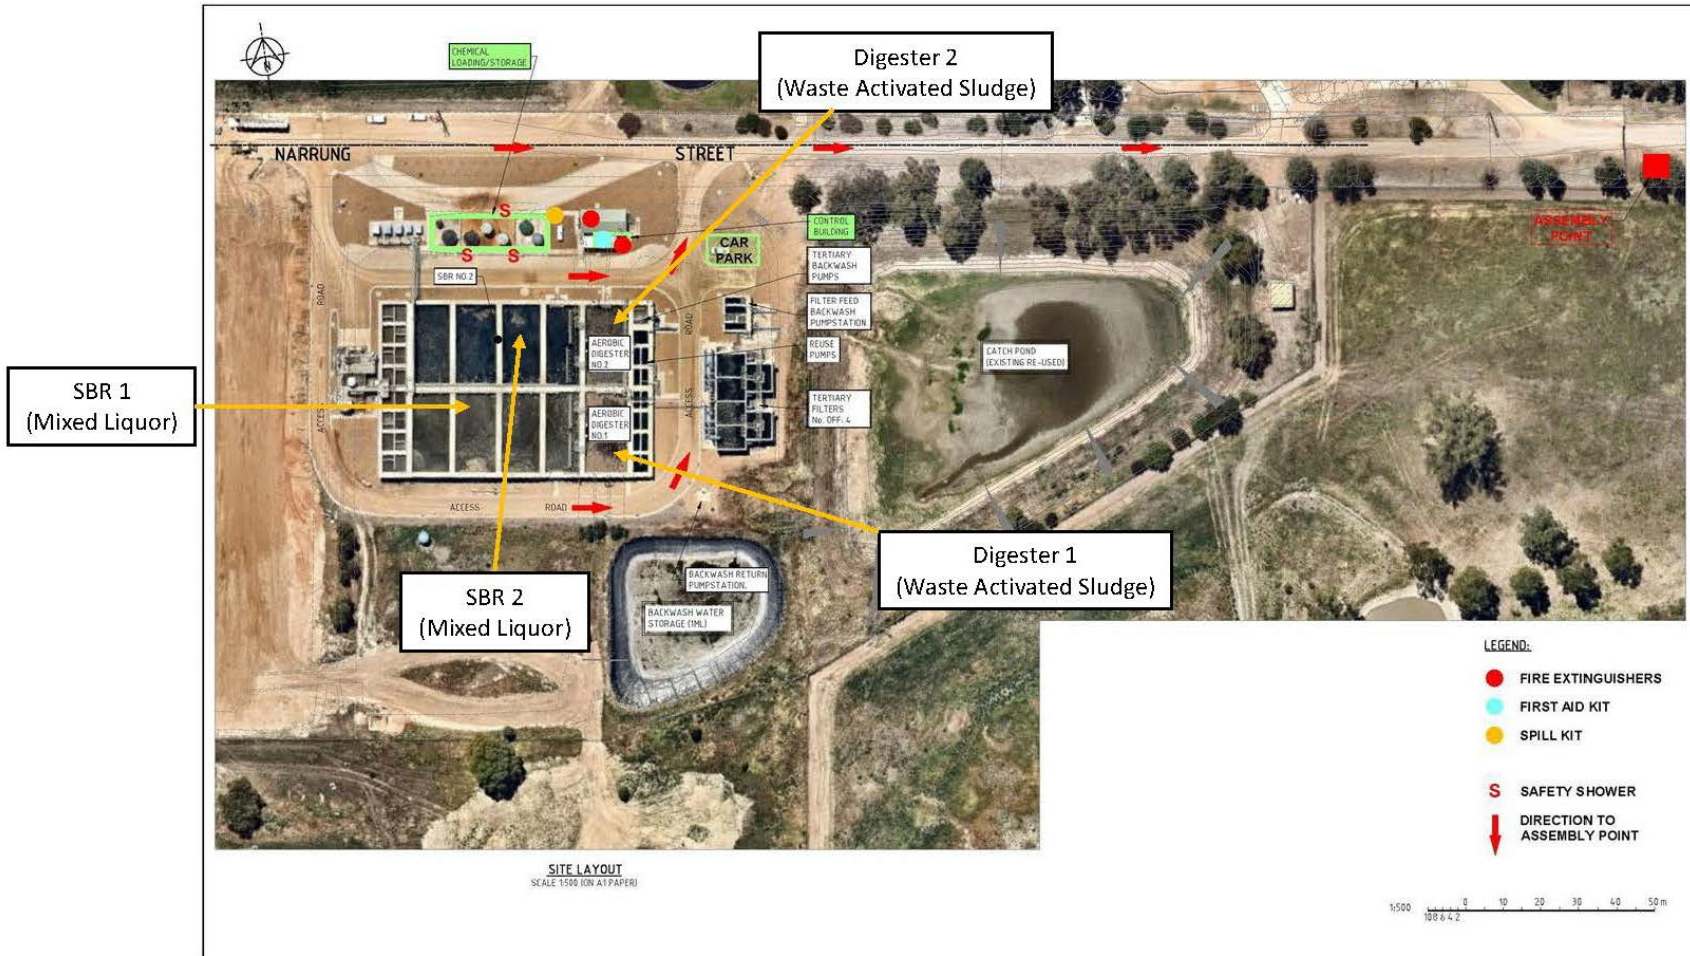 N
CHEMICAL
LOADING/STORAGE
Digester 2
(Waste Activated Sludge)
NARRUNG
STREET
ASSEMBLY
POINT
S
S
S
CONTROL
BUILDING
CAR
PARK
TERTIARY
BACKWASH
PUMPS
SBR NO.2
ROAD
FILTER FEED
BACKWASH
PUMPSTATION
ROAD
REUSE
PUMPS
AEROBIC
DIGESTER
NO.2
CATCH POND
(EXISTING RE-USED)
SBR 1
(Mixed Liquor)
ACCESS
ACCESS
TERTIARY
FILTERS
No. OFF: 4
AEROBIC
DIGESTER
NO.1
ACCESS
ROAD
Digester 1
(Waste Activated Sludge)
SBR 2
(Mixed Liquor)
BACKWASH RETURN
PUMPSTATION.
BACKWASH WATER
STORAGE (1ML)
LEGEND:
FIRE EXTINGUISHERS
FIRST AID KIT
SPILL KIT
S SAFETY SHOWER
DIRECTION TO
ASSEMBLY POINT
SITE LAYOUT
SCALE 1:500 (ON A1 PAPER)
1:500
0 10 20 30 40 50 m
10 8 6 4 2